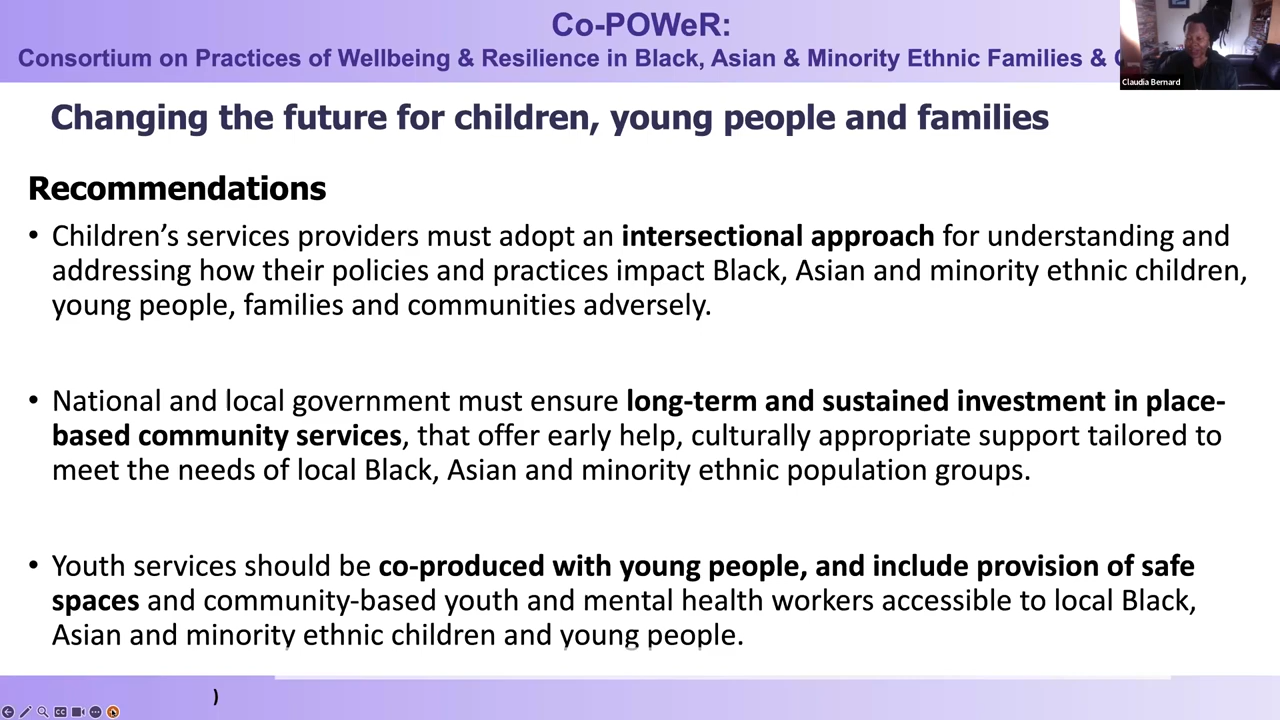 Co-POWeR:
Consortium on Practices of Wellbeing & Resilience in Black, Asian & Minority Ethnic Families &
Claudia Bernard
Changing the future for children, young people and families
Recommendations
• Children’s services providers must adopt an intersectional approach for understanding and
addressing how their policies and practices impact Black, Asian and minority ethnic children,
young people, families and communities adversely.
• National and local government must ensure long-term and sustained investment in place-
based community services, that offer early help, culturally appropriate support tailored to
meet the needs of local Black, Asian and minority ethnic population groups.
• Youth services should be co-produced with young people, and include provision of safe
spaces and community-based youth and mental health workers accessible to local Black,
Asian and minority ethnic children and young people.
)
CC